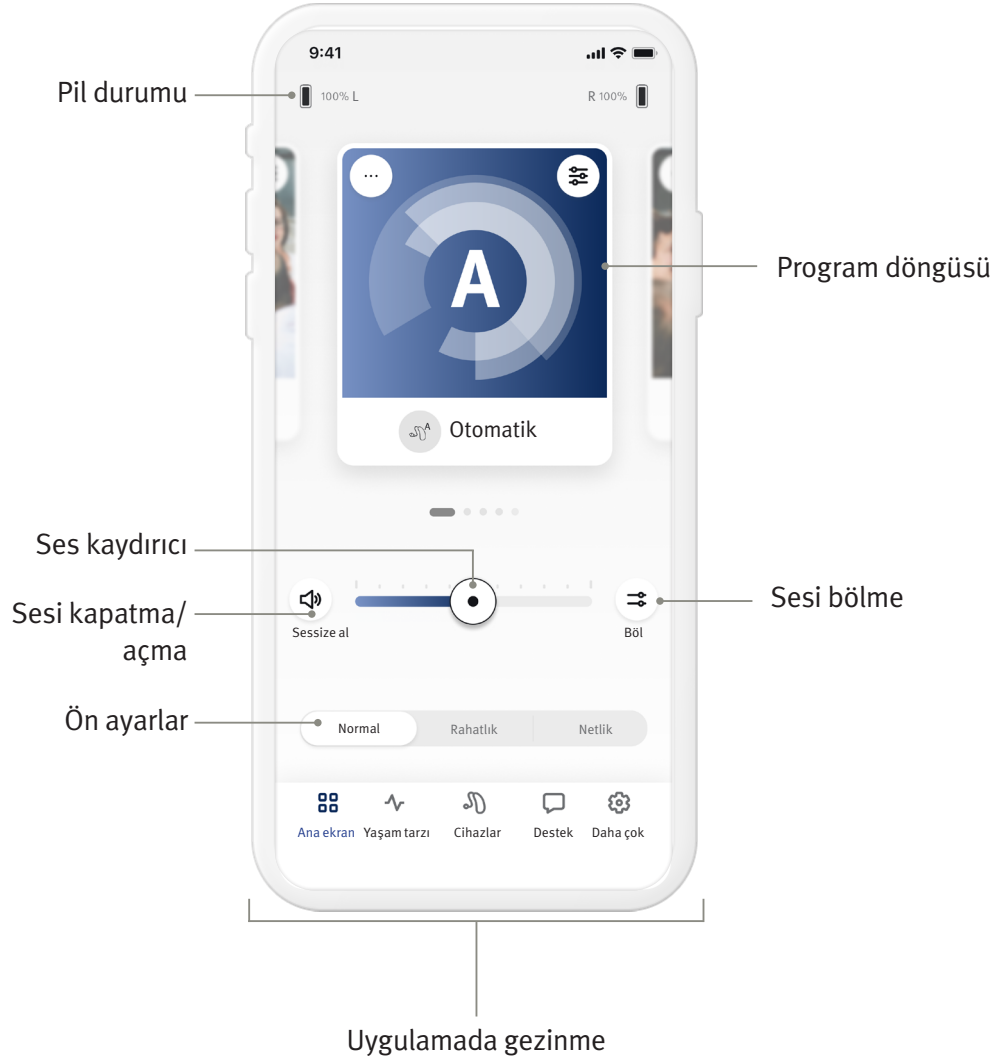 9:41
Pil durumu
100% L
R 100%
...
A
Program döngüsü
A
Otomatik
Ses kaydırıcı
Sesi bölme
Sesi kapatma/
açma
Sessize al
Böl
Ön ayarlar
Normal
Rahatlık
Netlik
Ana ekran
Yaşam tarzı
Cihazlar
Destek
Daha çok
Uygulamada gezinme